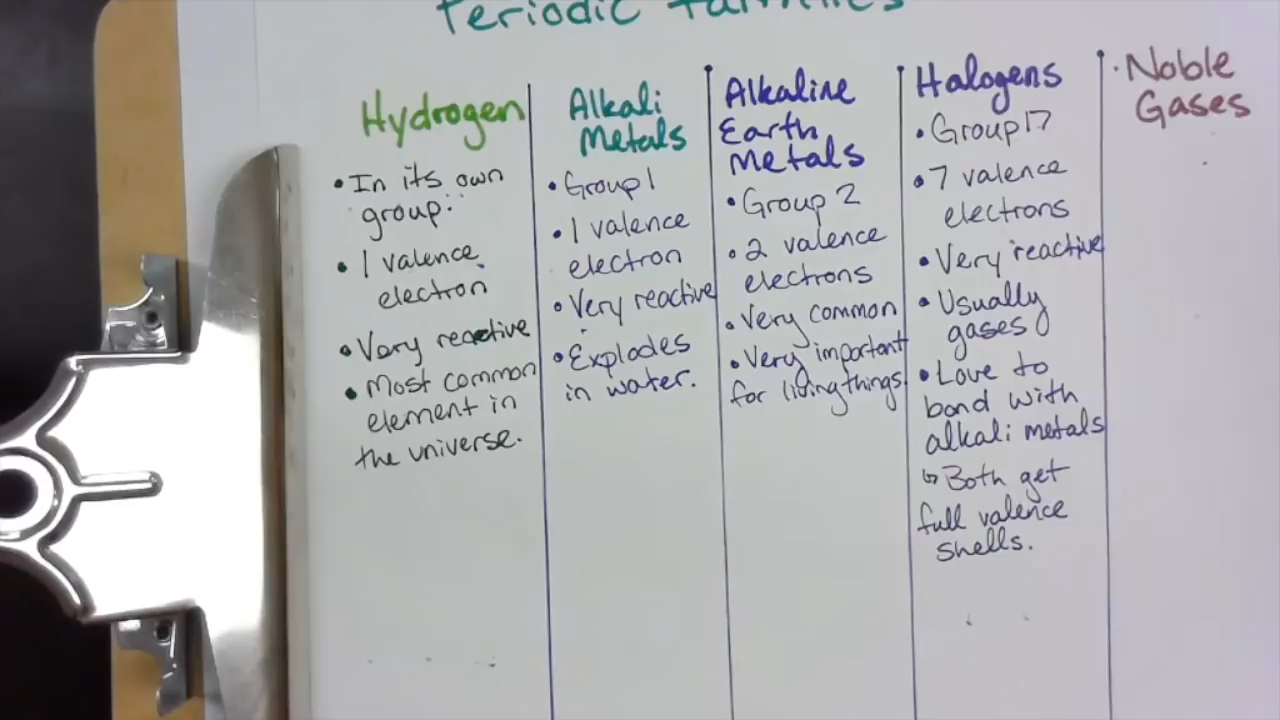 Periodic Families
Hydrogen
• In its own
group.
• 1 valence
electron
• Very reactive
• Most common
element in
the universe.
Alkali
Metals
• Group 1
• 1 valence
electron
• Very reactive
• Explodes
in water.
Alkaline
Earth
Metals
• Group 2
• 2 valence
electrons
• Very common
• Very important
for living things.
Halogens
• Group 17
• 7 valence
electrons
• Very reactive
• Usually
gases
• Love to
bond with
alkali metals
↳ Both get
full valence
shells.
Noble
Gases